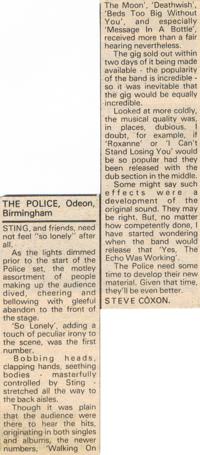 THE POLICE, Odeon,
Birmingham
STING, and friends, need
not feel "so lonely" after
all. .
As the lights dimmed
prior to the start of the
Police set, the motley
assortment of people
making up the audience
dived, cheering and
bellowing with gleeful
abandon to the front of
the stage.
'So Lonely', adding a
touch of peculiar irony to
the scene, was the first
number.
Bobbing heads,
clapping hands, seething
bodies - masterfully
controlled by Sting -
stretched all the way to
the back aisles.
Though it was plain
that the audience were
there to hear the hits,
originating in both singles
and albums, the newer
numbers, 'Walking On
The Moon', 'Deathwish',
'Beds Too Big Without
You', and especially
'Message In A Bottle',
received more than a fair
hearing nevertheless.
The gig sold out within
two days of it being made
available - the popularity
of the band is incredible -
so it was inevitable that
the gig would be equally
incredible.
Looked at more coldly,
the musical quality was,
in places, dubious. I
doubt, for example, if
'Roxanne' or 'I Can't
Stand Losing You' would
be so popular had they
been released with the
dub section in the middle.
Some might say such
effects were a
development of the
original sound. They may
be right. But, no matter
how competently done, I
have started wondering
when the band would
release that 'Yes, The
Echo Was Working'.
The Police need some
time to develop their new
material. Given that time,
they'll be even better.
STEVE COXON.